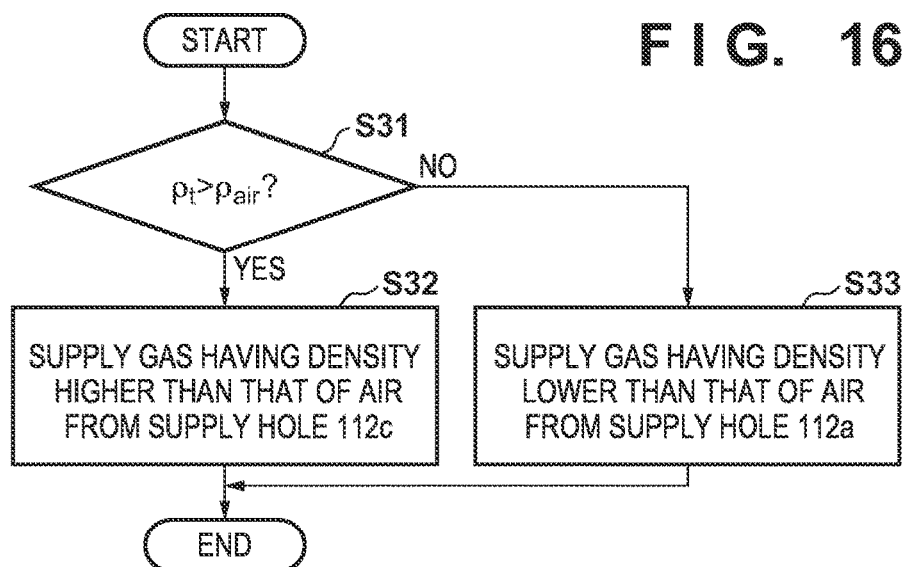 START
F I G. 16
S31
ρt>ρair?
NO
YES
S32
S33
SUPPLY GAS HAVING DENSITY
HIGHER THAN THAT OF AIR
FROM SUPPLY HOLE 112c
SUPPLY GAS HAVING DENSITY
LOWER THAN THAT OF AIR
FROM SUPPLY HOLE 112a
END